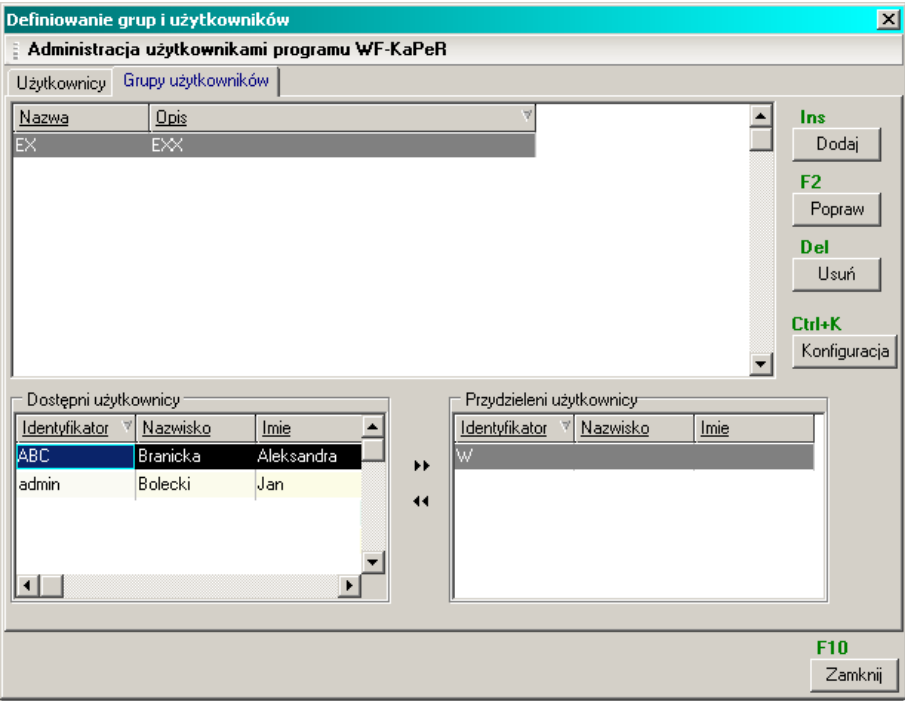 Definiowanie grup i użytkowników
Administracja użytkownikami programu WF-KaPeR
Użytkownicy Grupy użytkowników
Nazwa Opis
EX EXX
Ins
Dodaj
F2
Popraw
Del
Usuń
Ctrl+K
Konfiguracja
Dostępni użytkownicy
Identyfikator Nazwisko Imie
ABC Branicka Aleksandra
admin Bolecki Jan
Przydzieleni użytkownicy
Identyfikator Nazwisko Imie
W
F10
Zamknij